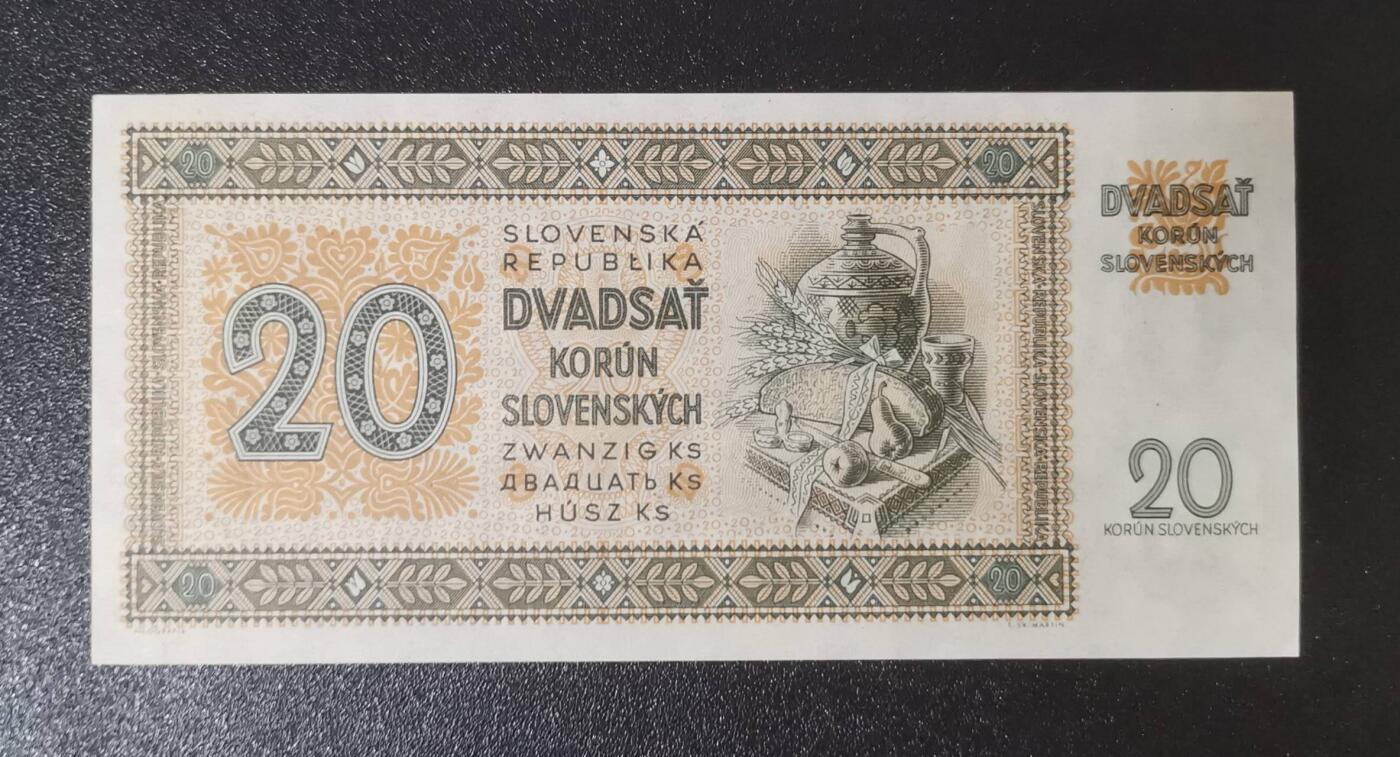 20
20
SLOVENSKÁ
REPUBLIKA
DVADSAŤ
KORÚN
SLOVENSKÝCH
ZWANZIG KS
ДВАДЦАТЬ KS
HÚSZ KS
20
DVADSAŤ
KORÚN
SLOVENSKÝCH
20
KORÚN SLOVENSKÝCH
20
20